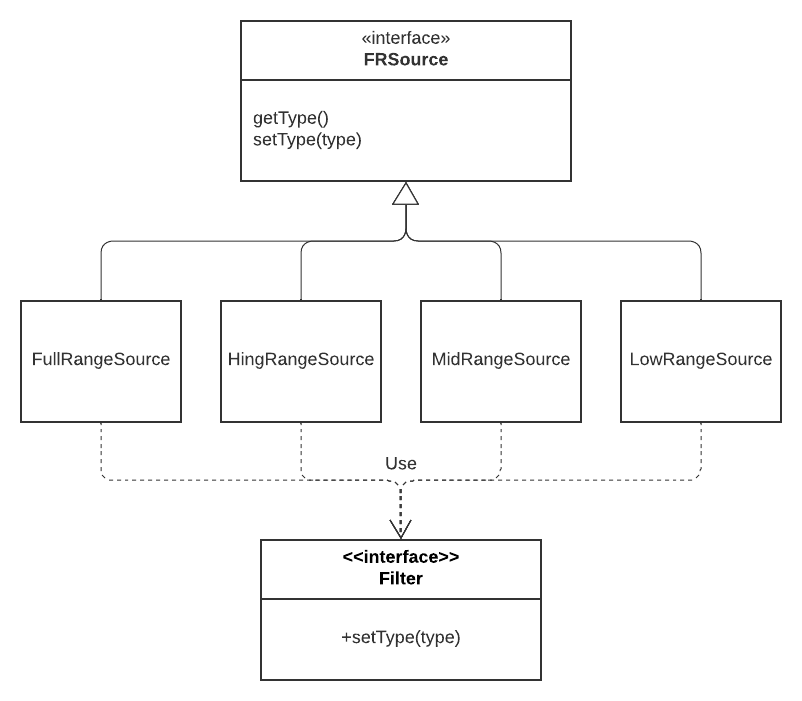 «interface»
FRSource
getType()
setType(type)
FullRangeSource
HingRangeSource
MidRangeSource
LowRangeSource
Use
<<interface>>
Filter
+setType(type)